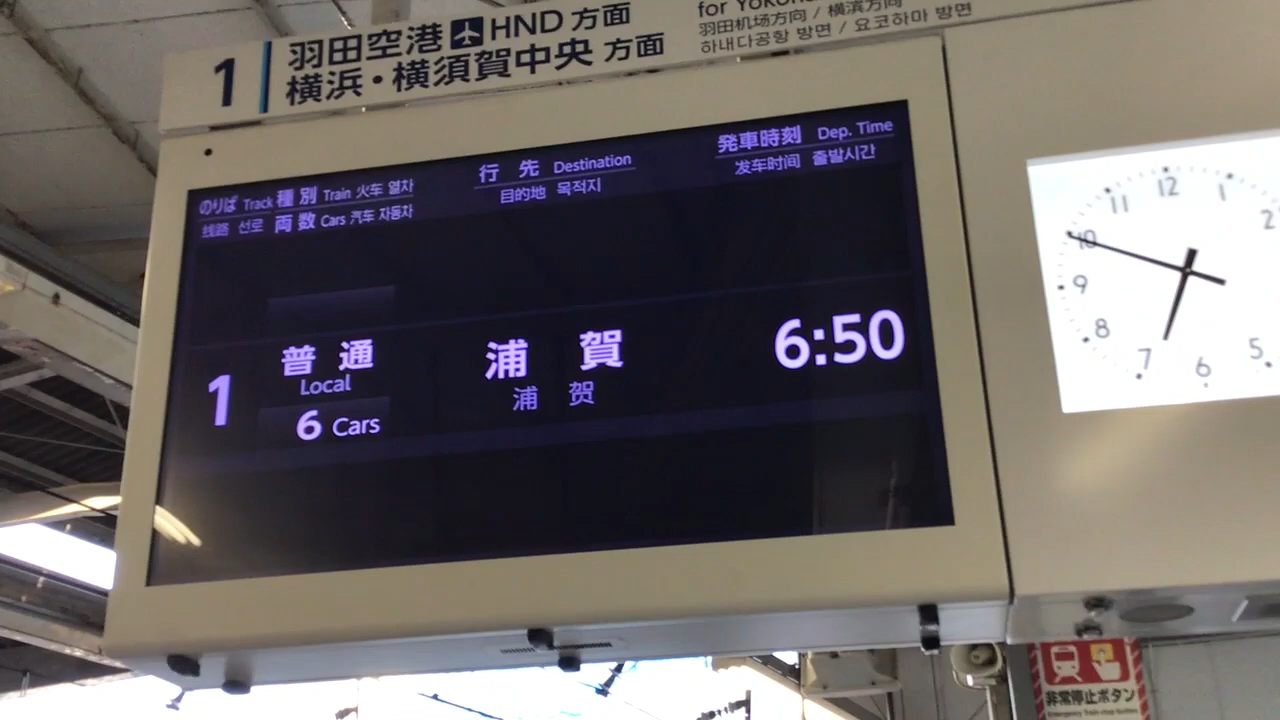 1
羽田空港 HND 方面
横浜・横須賀中央 方面
for Yokoha
羽田机场方向 / 横滨方向
하네다공항 방면 / 요코하마 방면
のりば Track 種別 Train 火车 열차
线路 선로 両数 Cars 汽车 자동차
行先 Destination
目的地 목적지
発車時刻 Dep. Time
发车时间 출발시간
1 普通 浦賀 6:50
Local 浦贺
6 Cars
12
11 1
10 2
9
8
7 6 5
非常停止ボタン
Emergency Train stop buttons